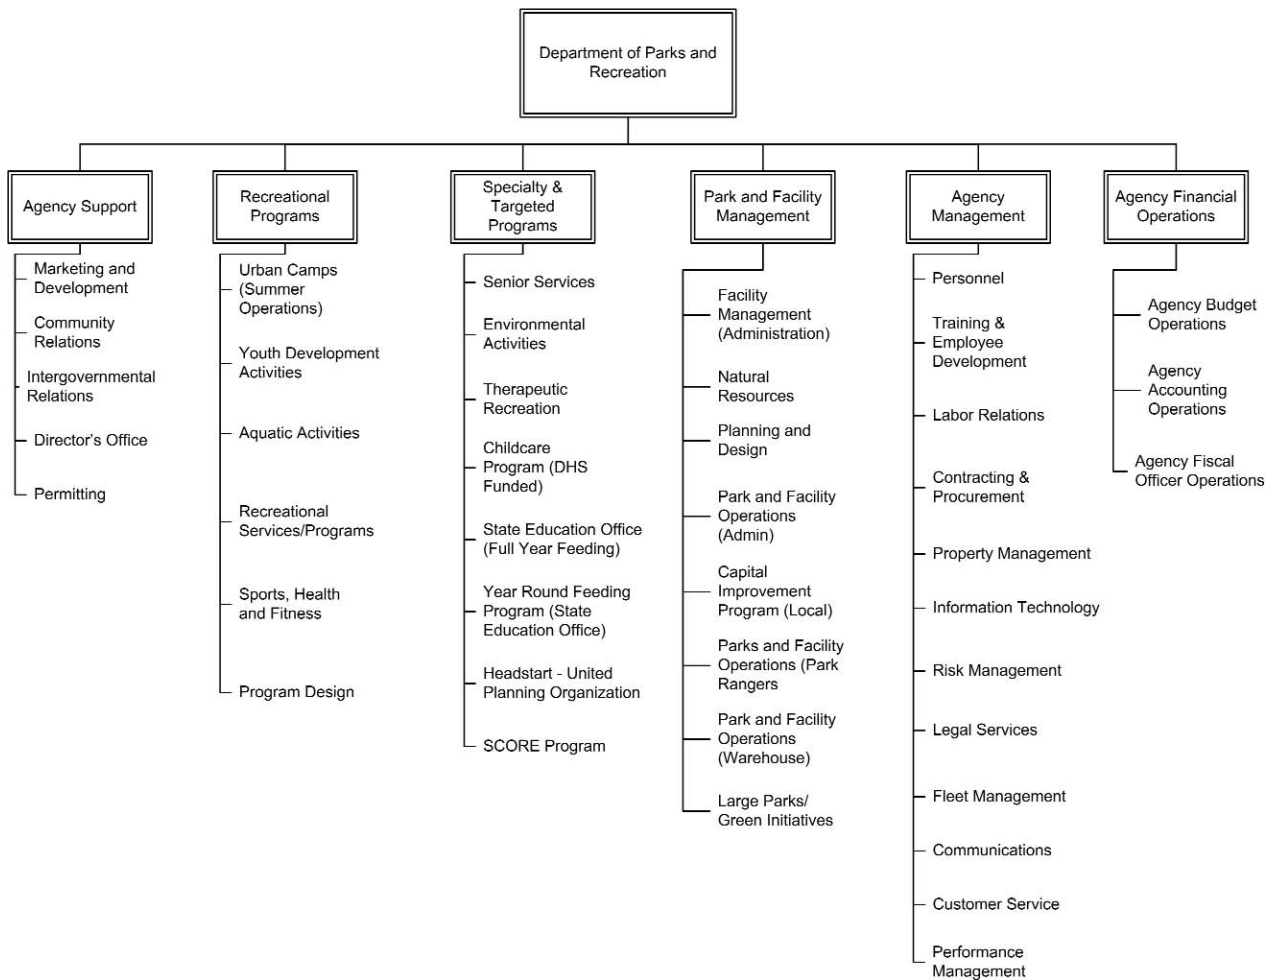 Department of Parks and
Recreation
Agency Support
Marketing and
Development
Community
Relations
Intergovernmental
Relations
Director's Office
Permitting
Recreational
Programs
Urban Camps
(Summer
Operations)
Youth Development
Activities
Aquatic Activities
Recreational
Services/Programs
Sports, Health
and Fitness
Program Design
Specialty &
Targeted
Programs
Senior Services
Environmental
Activities
Therapeutic
Recreation
Childcare
Program (DHS
Funded)
State Education Office
(Full Year Feeding)
Year Round Feeding
Program (State
Education Office)
Headstart - United
Planning Organization
SCORE Program
Park and Facility
Management
Facility
Management
(Administration)
Natural
Resources
Planning and
Design
Park and Facility
Operations
(Admin)
Capital
Improvement
Program (Local)
Parks and Facility
Operations (Park
Rangers
Park and Facility
Operations
(Warehouse)
Large Parks/
Green Initiatives
Agency
Management
Personnel
Training &
Employee
Development
Labor Relations
Contracting &
Procurement
Property Management
Information Technology
Risk Management
Legal Services
Fleet Management
Communications
Customer Service
Performance
Management
Agency Financial
Operations
Agency Budget
Operations
Agency
Accounting
Operations
Agency Fiscal
Officer Operations